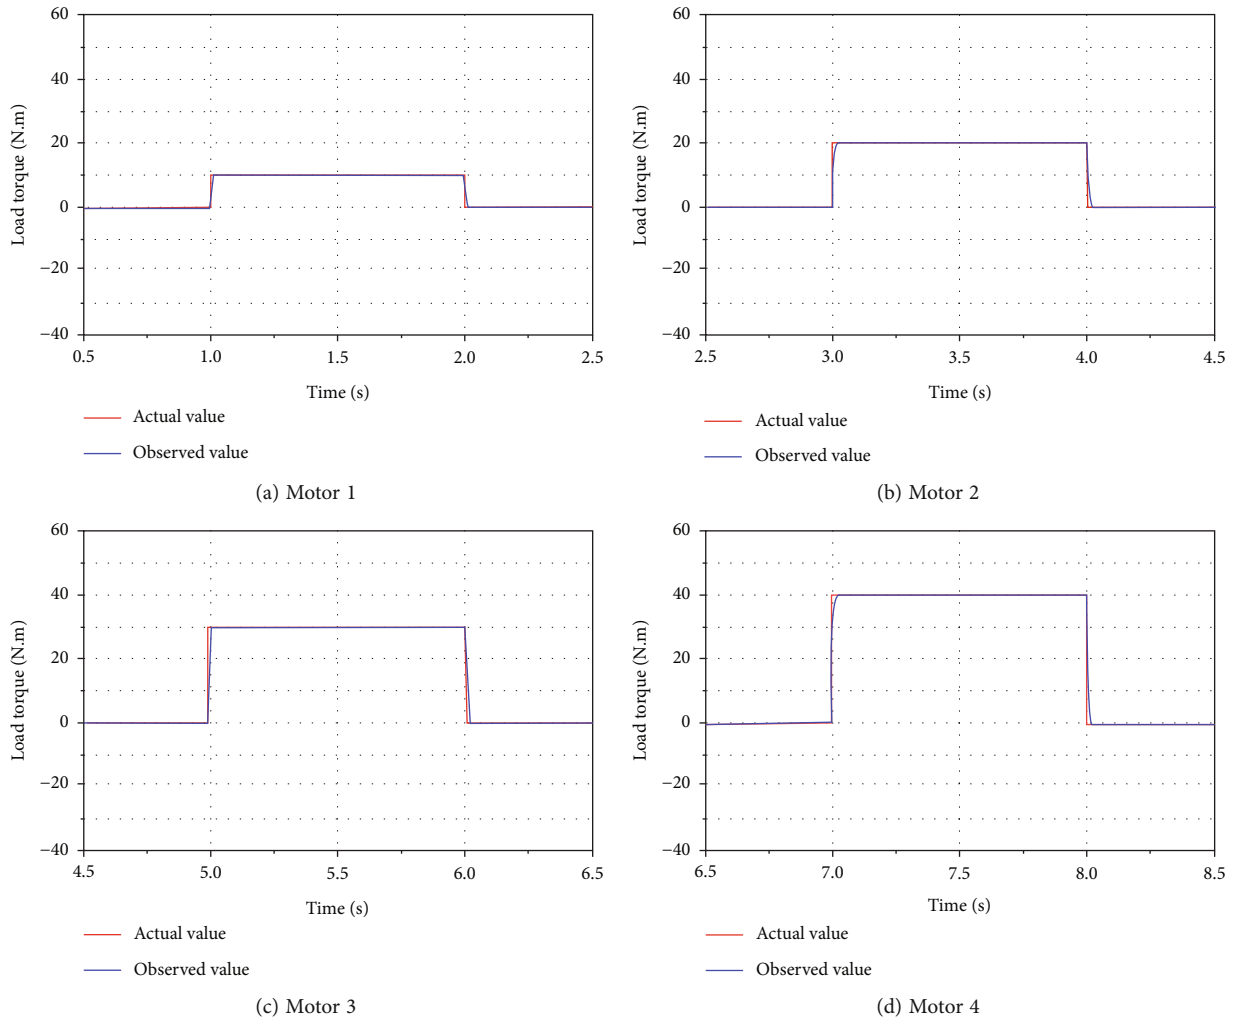 60
40
20
0
−20
−40
Load torque (N.m)
0.5 1.0 1.5 2.0 2.5
Time (s)
Actual value
Observed value
(a) Motor 1
60
40
20
0
−20
−40
Load torque (N.m)
2.5 3.0 3.5 4.0 4.5
Time (s)
Actual value
Observed value
(b) Motor 2
60
40
20
0
−20
−40
Load torque (N.m)
4.5 5.0 5.5 6.0 6.5
Time (s)
Actual value
Observed value
(c) Motor 3
60
40
20
0
−20
−40
Load torque (N.m)
6.5 7.0 7.5 8.0 8.5
Time (s)
Actual value
Observed value
(d) Motor 4